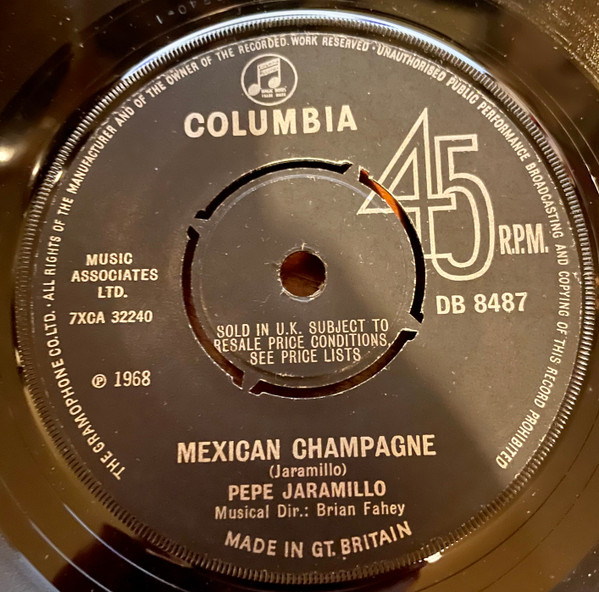 THE GRAMOPHONE CO. LTD. · ALL RIGHTS OF THE MANUFACTURER AND OF THE OWNER OF THE RECORDED WORK RESERVED · UNAUTHORISED PUBLIC PERFORMANCE BROADCASTING AND COPYING OF THIS RECORD PROHIBITED
COLUMBIA
45
R.P.M.
MUSIC
ASSOCIATES
LTD.
7XCA 32240
DB 8487
SOLD IN U.K. SUBJECT TO
RESALE PRICE CONDITIONS,
SEE PRICE LISTS
℗ 1968
MEXICAN CHAMPAGNE
(Jaramillo)
PEPE JARAMILLO
Musical Dir.: Brian Fahey
MADE IN GT. BRITAIN